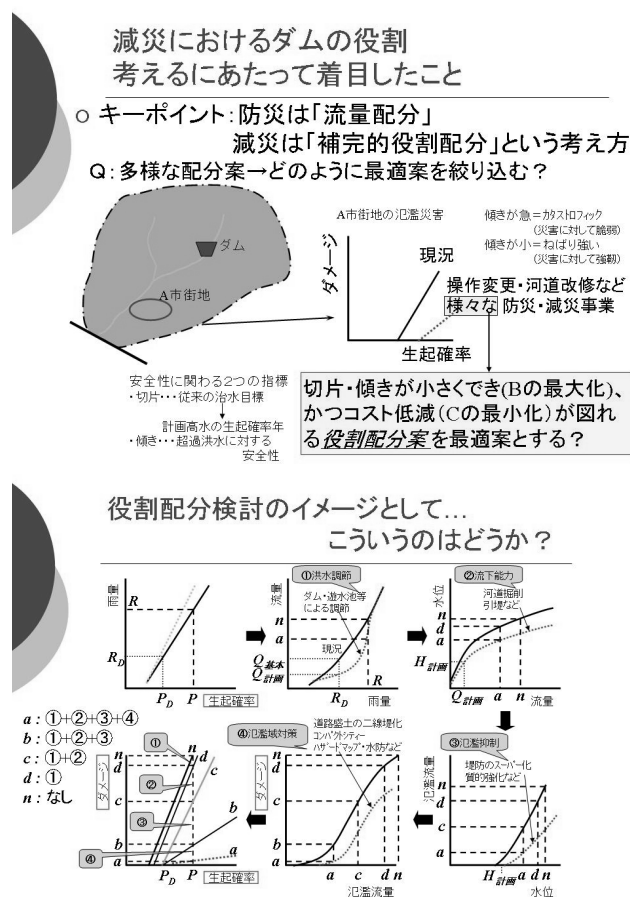 減災におけるダムの役割
考えるにあたって着目したこと
○ キーポイント:防災は「流量配分」
減災は「補完的役割配分」という考え方
Q:多様な配分案→どのように最適案を絞り込む?
ダム
A市街地
A市街地の氾濫災害
傾きが急=カタストロフィック
(災害に対して脆弱)
傾きが小=ねばり強い
(災害に対して強靭)
ダメージ
現況
操作変更・河道改修など
様々な防災・減災事業
生起確率
安全性に関わる2つの指標
・切片・・・従来の治水目標
計画高水の生起確率年
・傾き・・・超過洪水に対する
安全性
切片・傾きが小さくでき(Bの最大化)、
かつコスト低減(Cの最小化)が図れ
る役割配分案を最適案とする?
役割配分検討のイメージとして…
こういうのはどうか?
雨量
R
R_D
P_D
P
生起確率
①洪水調節
ダム・遊水池等
による調節
流量
n
a
現況
Q基本
Q計画
R_D
R
雨量
②流下能力
河道掘削
引堤など
水位
n
d
a
H計画
Q計画
a
n
流量
a:①+②+③+④
b:①+②+③
c:①+②
d:①
n:なし
ダメージ
n
d
c
b
a
①
②
③
④
n
d
c
b
a
P_D
P
生起確率
④氾濫域対策
道路盛土の二線堤化
コンパクトシティー
ハザードマップ・水防など
ダメージ
n
d
c
b
a
a
c
d
n
氾濫流量
③氾濫抑制
堤防のスーパー化
質的強化など
氾濫流量
n
d
c
a
H計画
a
d
n
水位